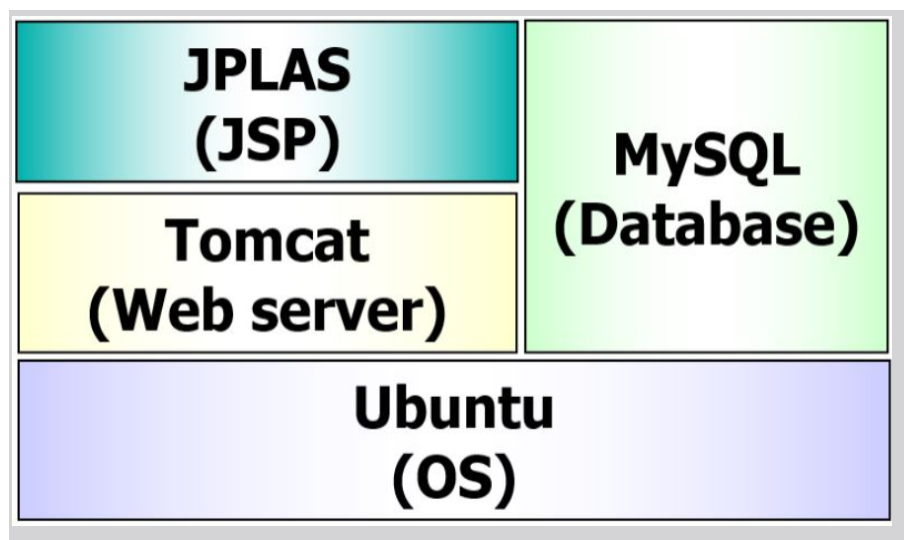 JPLAS
(JSP)
MySQL
(Database)
Tomcat
(Web server)
Ubuntu
(OS)